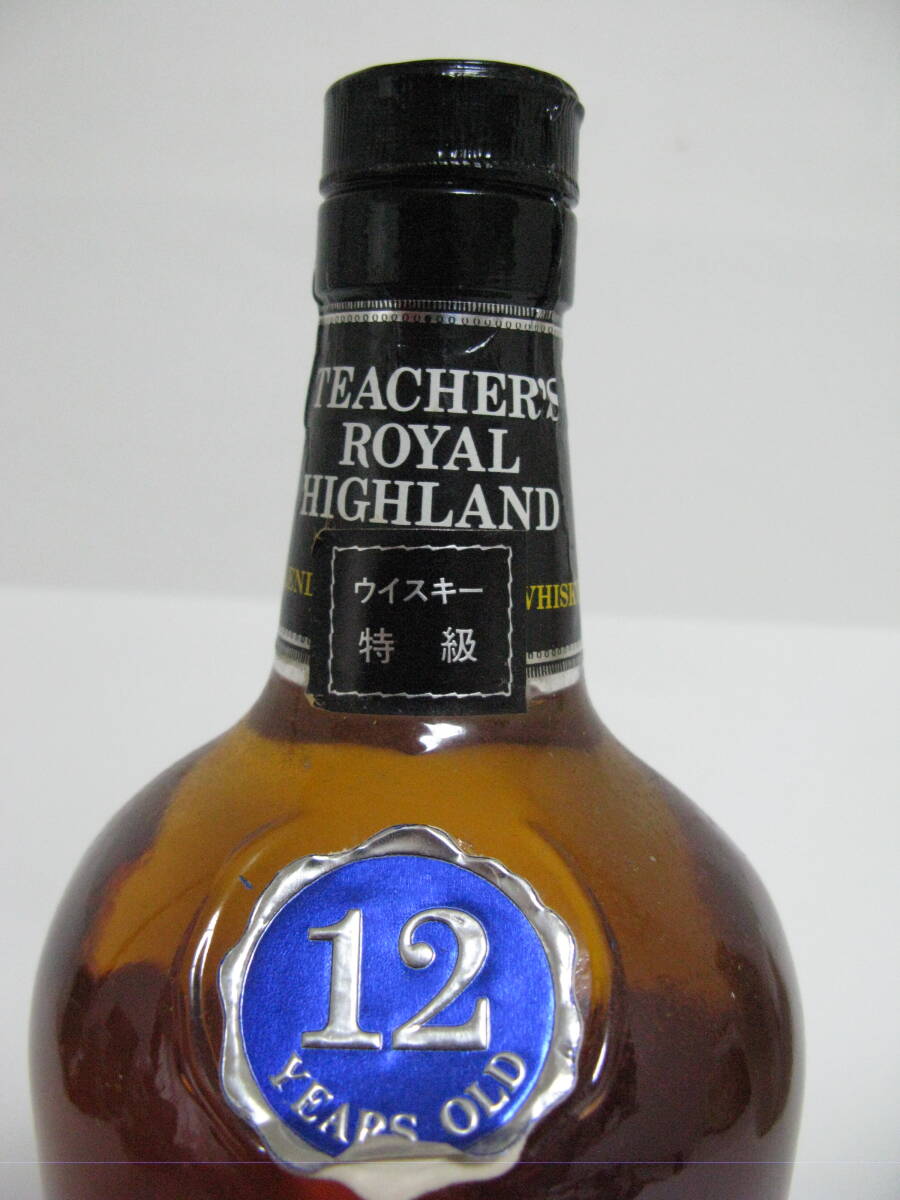 TEACHER'S
ROYAL
HIGHLAND
ウイスキー
特 級
12
YEARS OLD